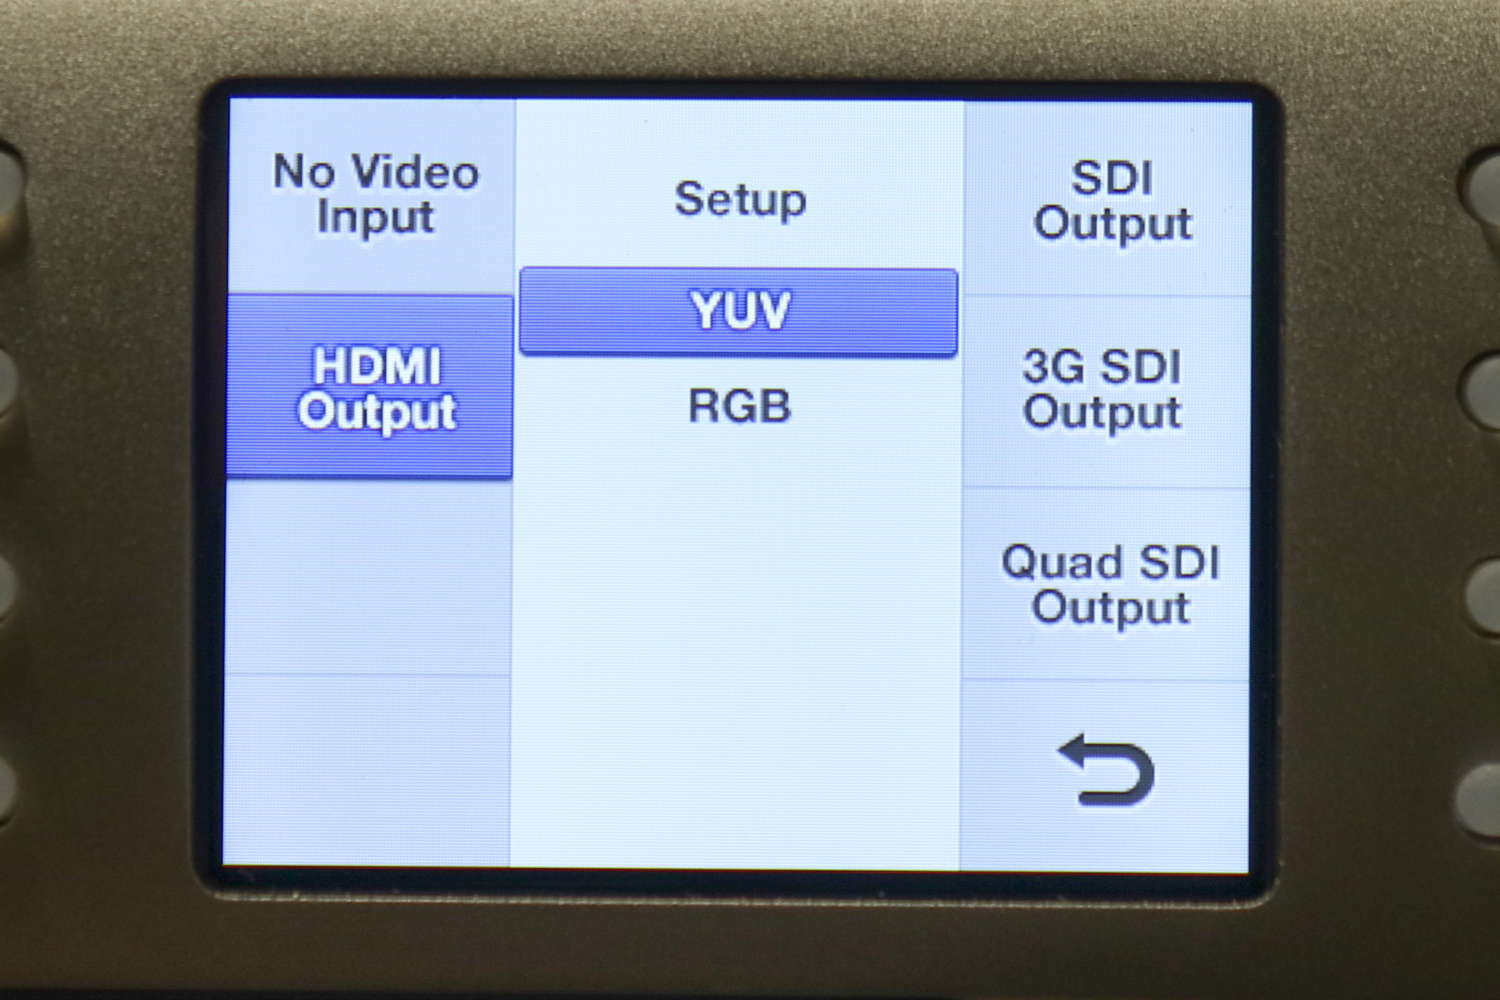 No Video
Input
HDMI
Output
Setup
YUV
RGB
SDI
Output
3G SDI
Output
Quad SDI
Output